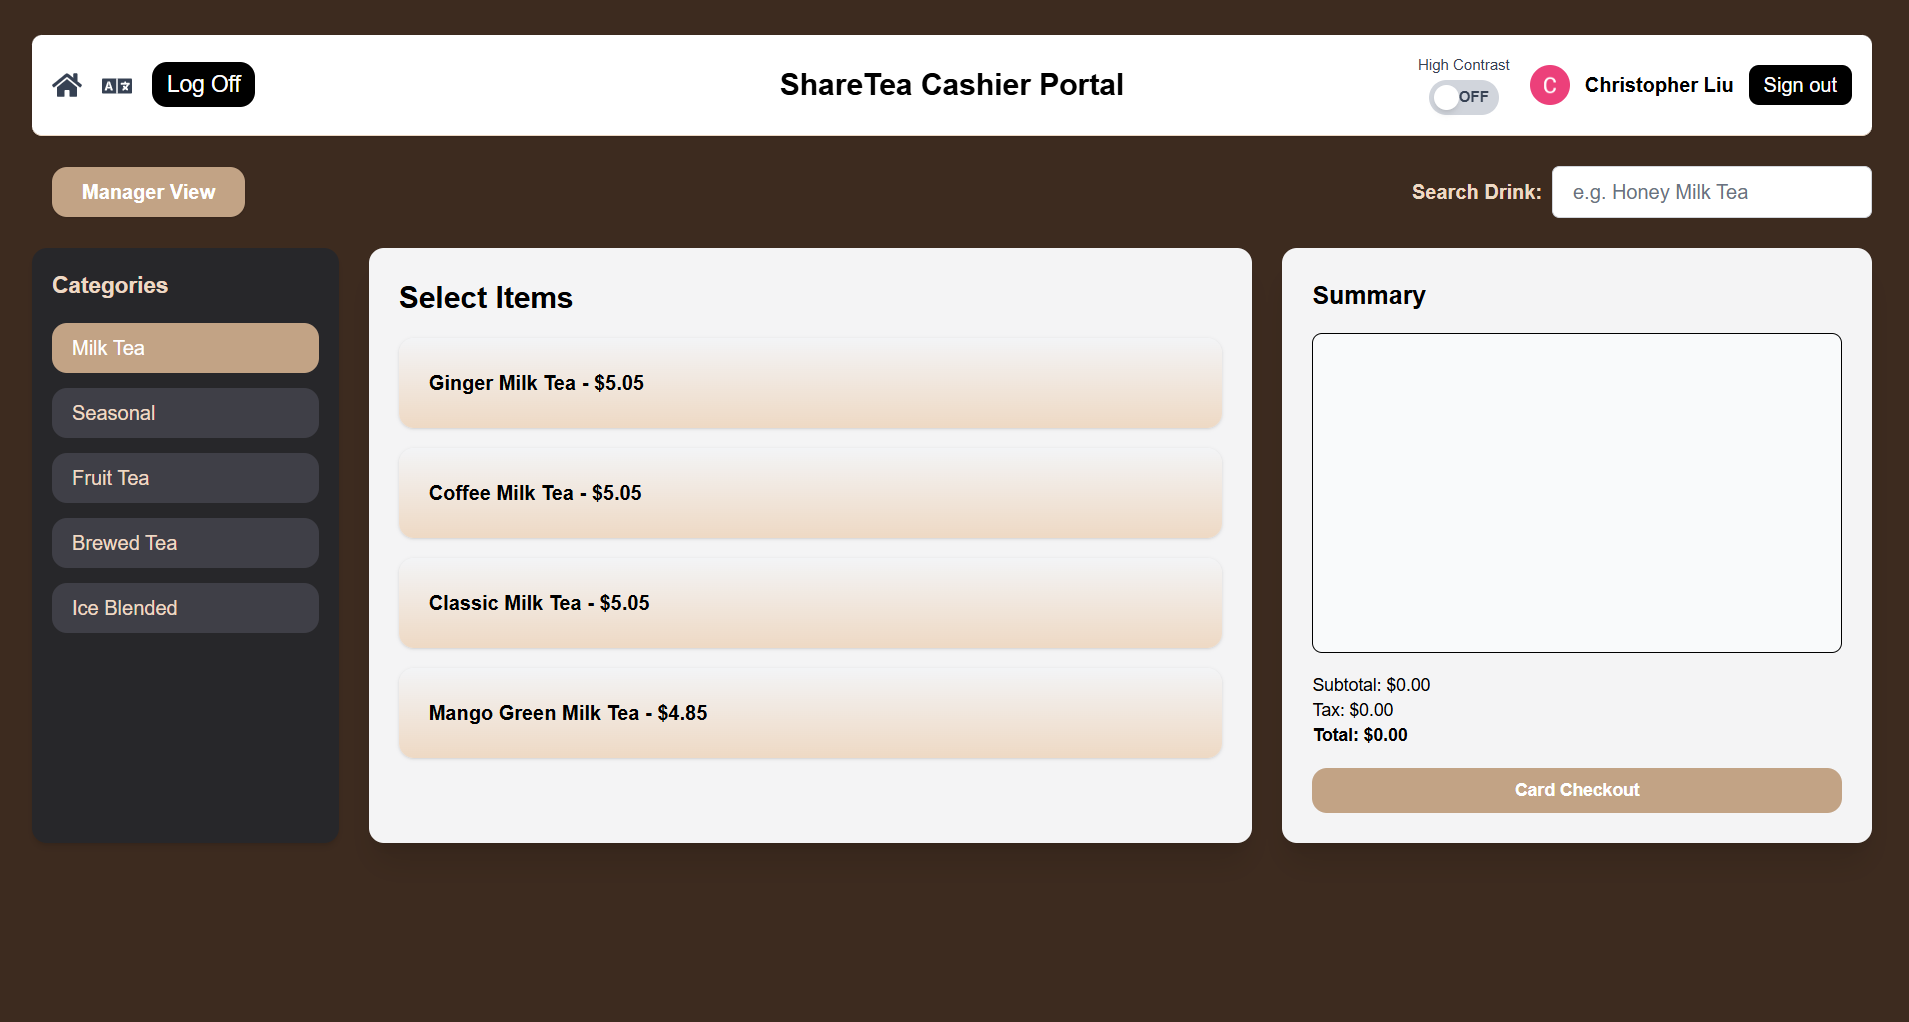 A
文
Log Off
ShareTea Cashier Portal
High Contrast
OFF
C
Christopher Liu
Sign out
Manager View
Search Drink:
e.g. Honey Milk Tea
Categories
Milk Tea
Seasonal
Fruit Tea
Brewed Tea
Ice Blended
Select Items
Ginger Milk Tea - $5.05
Coffee Milk Tea - $5.05
Classic Milk Tea - $5.05
Mango Green Milk Tea - $4.85
Summary
Subtotal: $0.00
Tax: $0.00
Total: $0.00
Card Checkout